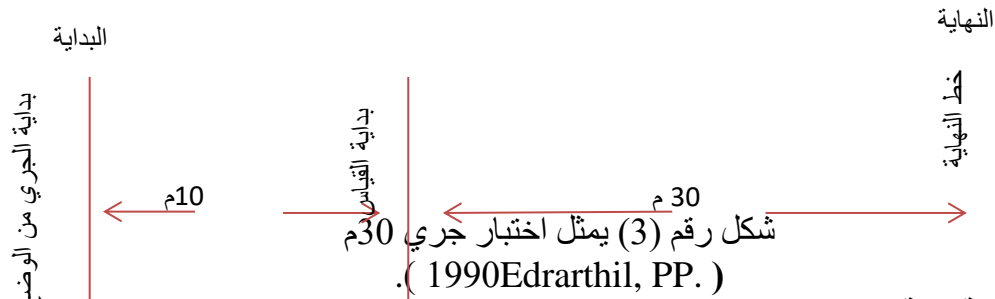 النهاية
البداية
خط النهاية
بداية القياس
بداية الجري من
10م
30 م
شكل رقم (3) يمثل اختبار جري 30م
( 1990Edrarthil, PP. ).